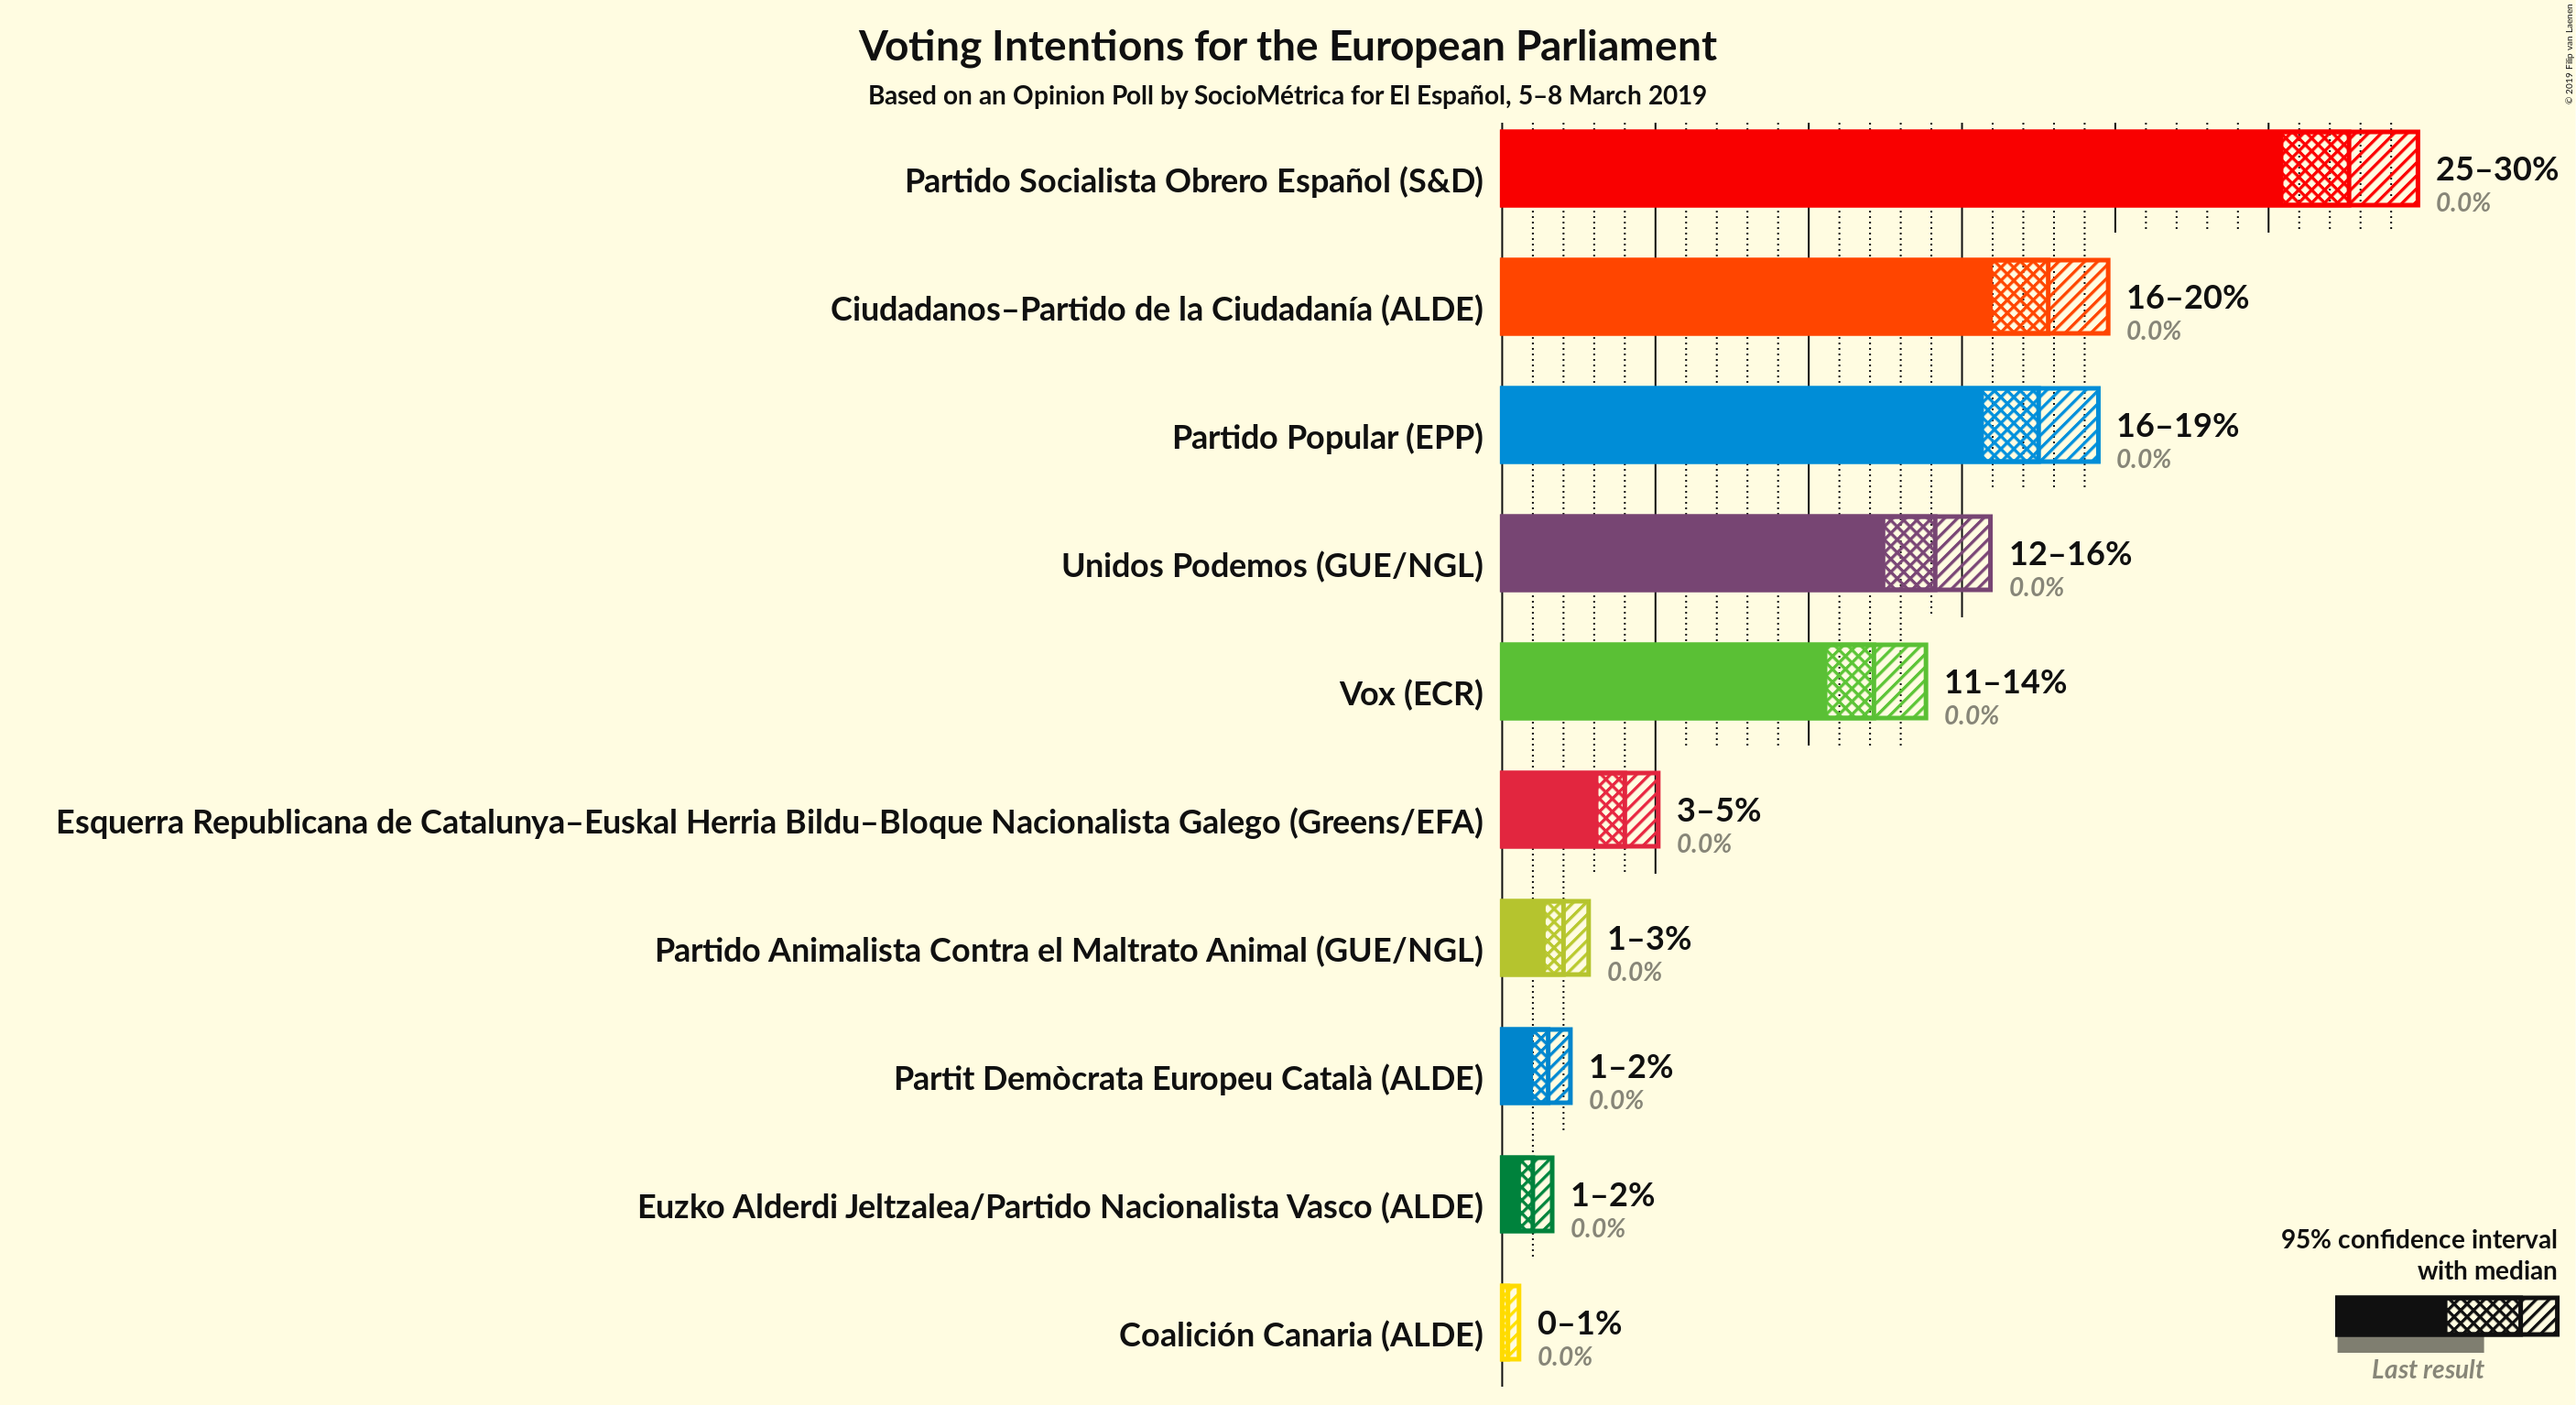 Voting Intentions for the European Parliament
Based on an Opinion Poll by SocioMétrica for El Español, 5–8 March 2019
© 2019 Filip van Laenen
Partido Socialista Obrero Español (S&D)
25–30%
0.0%
Ciudadanos–Partido de la Ciudadanía (ALDE)
16–20%
0.0%
Partido Popular (EPP)
16–19%
0.0%
Unidos Podemos (GUE/NGL)
12–16%
0.0%
Vox (ECR)
11–14%
0.0%
Esquerra Republicana de Catalunya–Euskal Herria Bildu–Bloque Nacionalista Galego (Greens/EFA)
3–5%
0.0%
Partido Animalista Contra el Maltrato Animal (GUE/NGL)
1–3%
0.0%
Partit Demòcrata Europeu Català (ALDE)
1–2%
0.0%
Euzko Alderdi Jeltzalea/Partido Nacionalista Vasco (ALDE)
1–2%
0.0%
Coalición Canaria (ALDE)
0–1%
0.0%
95% confidence interval
with median
Last result